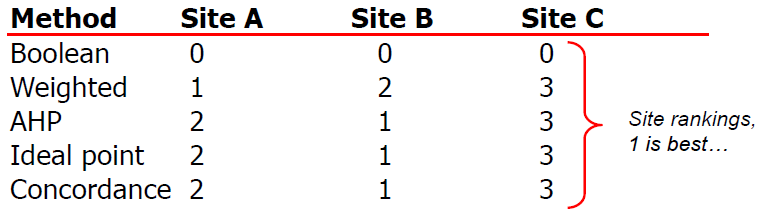 Method Site A Site B Site C
Boolean 0 0 0
Weighted 1 2 3
AHP 2 1 3
Ideal point 2 1 3
Concordance 2 1 3
Site rankings,
1 is best…